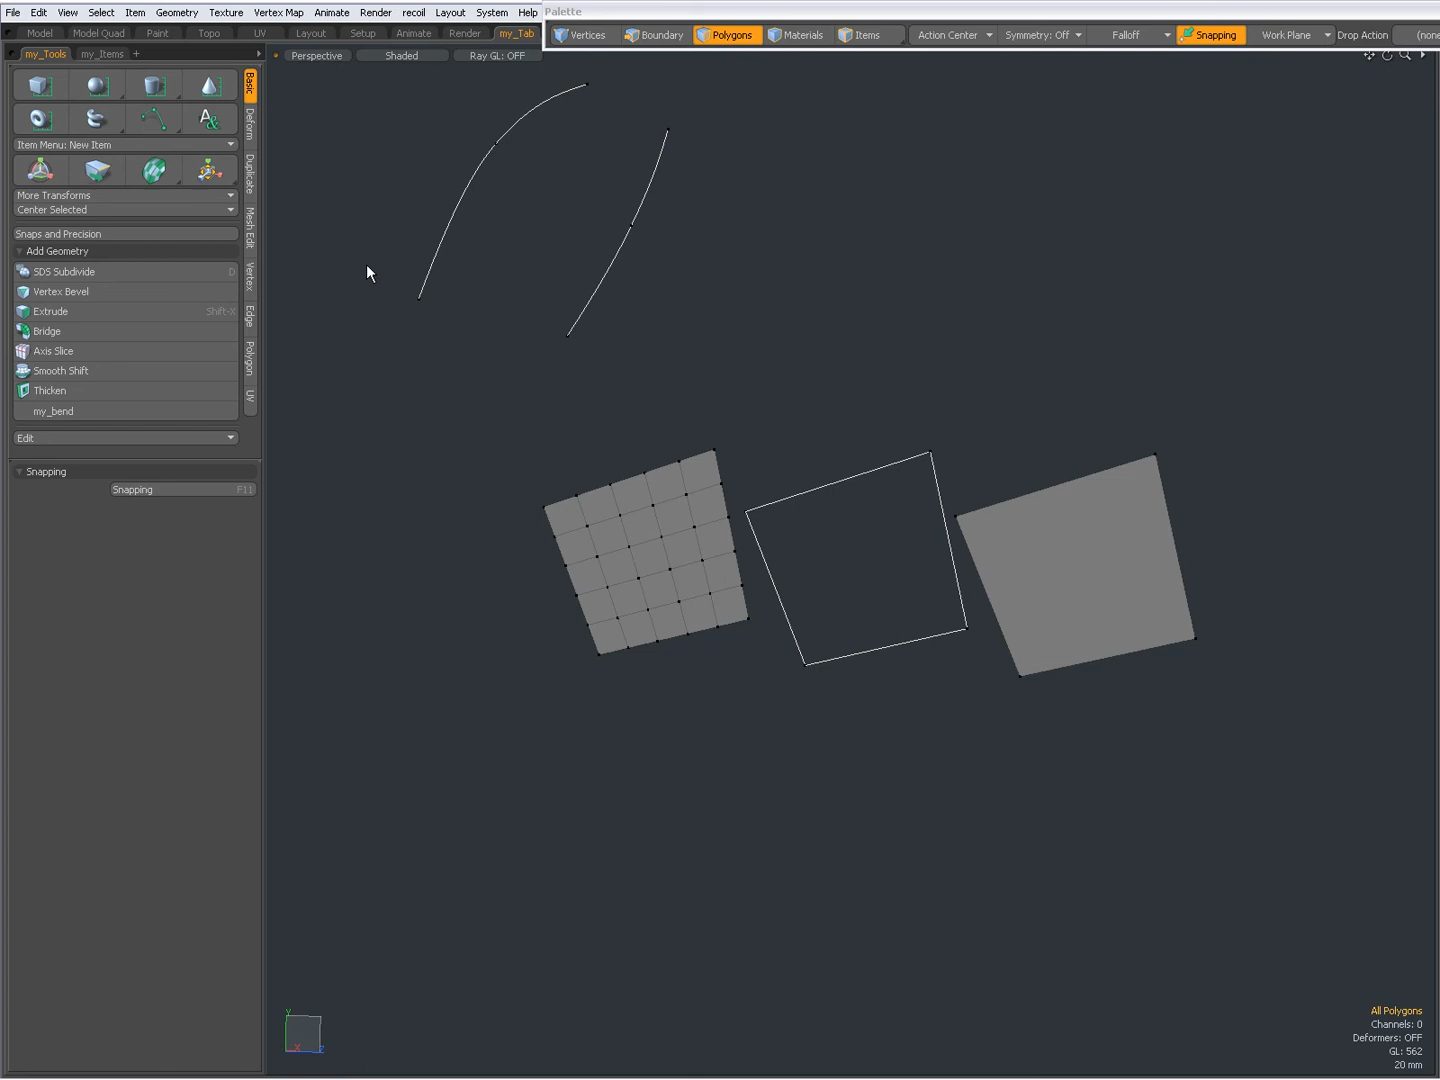 File Edit View Select Item Geometry Texture Vertex Map Animate Render recoil Layout System Help
Palette
Model Model Quad Paint Topo UV Layout Setup Animate Render my_Tab
Vertices Boundary Polygons Materials Items Action Center Symmetry: Off Falloff Snapping Work Plane Drop Action (none
my_Tools my_Items +
Perspective Shaded Ray GL: OFF
Basic
Deform
Duplicate
Mesh Edit
Vertex
Edge
Polygon
UV
Item Menu: New Item
More Transforms
Center Selected
Snaps and Precision
Add Geometry
SDS Subdivide D
Vertex Bevel
Extrude Shift-X
Bridge
Axis Slice
Smooth Shift
Thicken
my_bend
Edit
Snapping
Snapping F11
Y
X
Z
All Polygons
Channels: 0
Deformers: OFF
GL: 562
20 mm